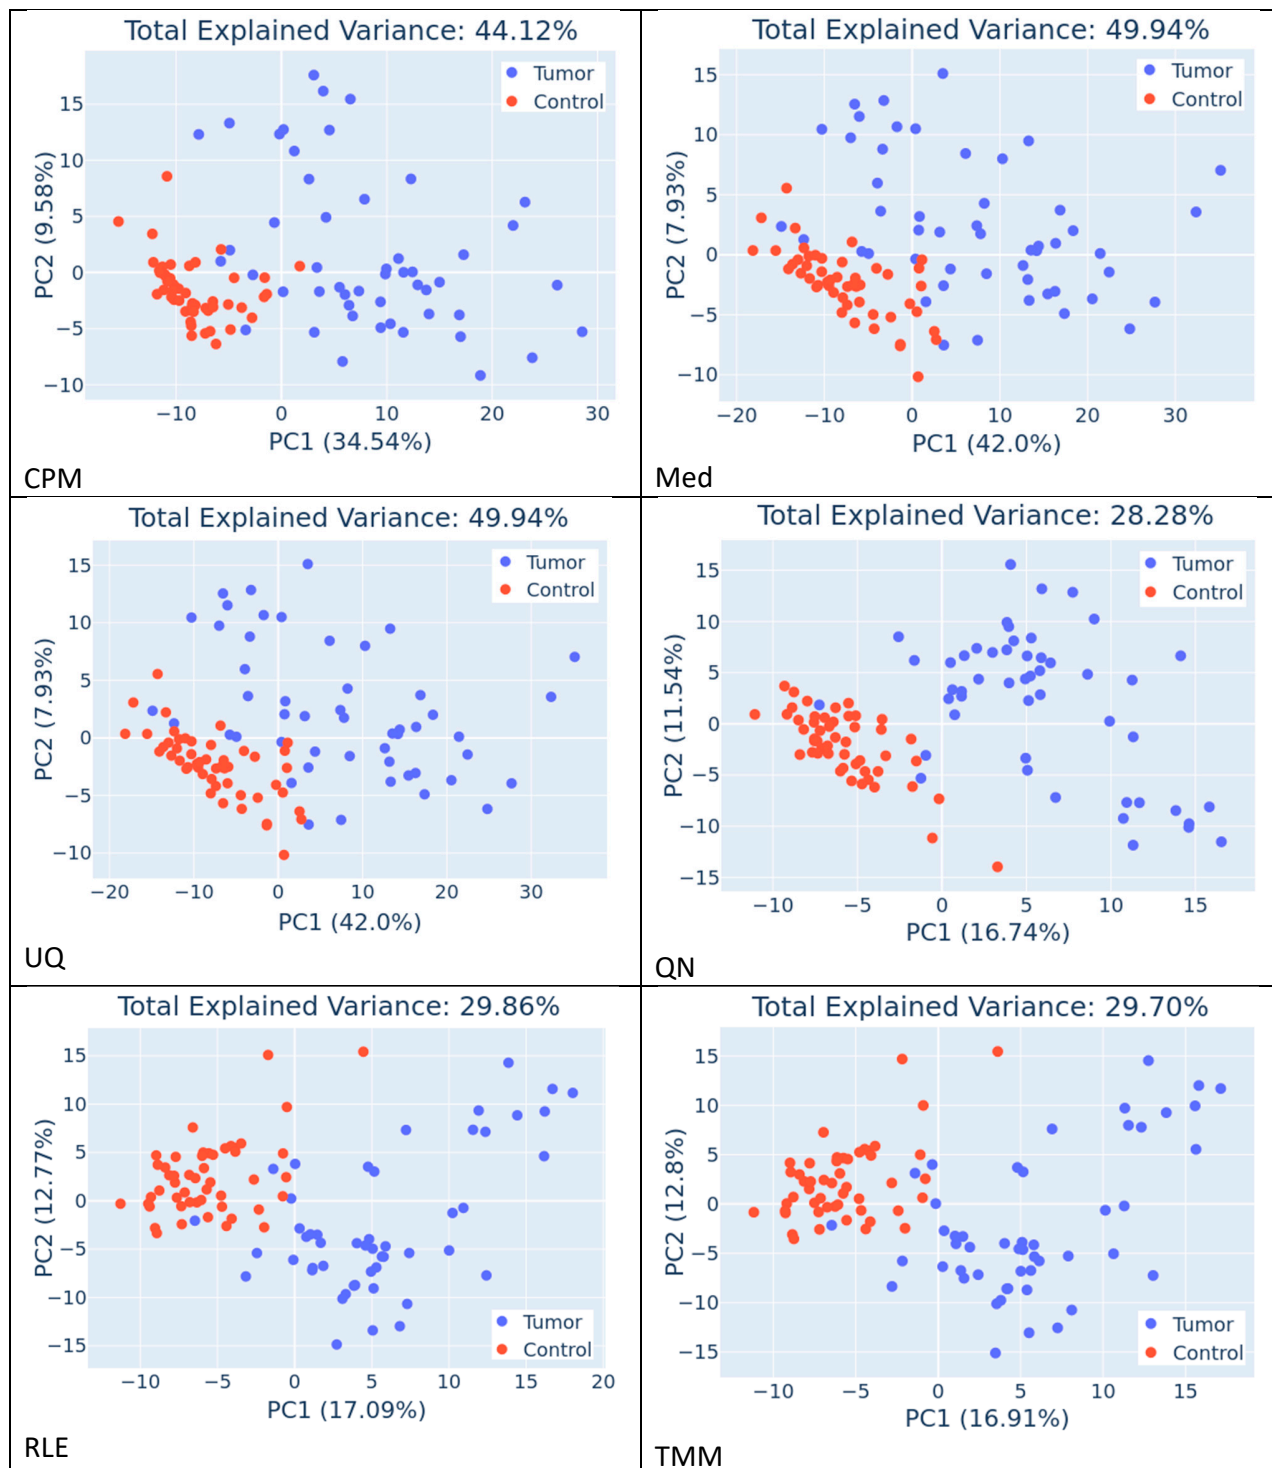 Total Explained Variance: 44.12%
Tumor
Control
15
10
5
0
−5
−10
PC2 (9.58%)
−10
0
10
20
30
PC1 (34.54%)
CPM
Total Explained Variance: 49.94%
Tumor
Control
15
10
5
0
−5
−10
PC2 (7.93%)
−20
−10
0
10
20
30
PC1 (42.0%)
Med
Total Explained Variance: 49.94%
Tumor
Control
15
10
5
0
−5
−10
PC2 (7.93%)
−20
−10
0
10
20
30
PC1 (42.0%)
UQ
Total Explained Variance: 28.28%
Tumor
Control
15
10
5
0
−5
−10
−15
PC2 (11.54%)
−10
−5
0
5
10
15
PC1 (16.74%)
QN
Total Explained Variance: 29.86%
15
10
5
0
−5
−10
−15
PC2 (12.77%)
Tumor
Control
−10
−5
0
5
10
15
20
PC1 (17.09%)
RLE
Total Explained Variance: 29.70%
15
10
5
0
−5
−10
−15
PC2 (12.8%)
Tumor
Control
−10
−5
0
5
10
15
PC1 (16.91%)
TMM